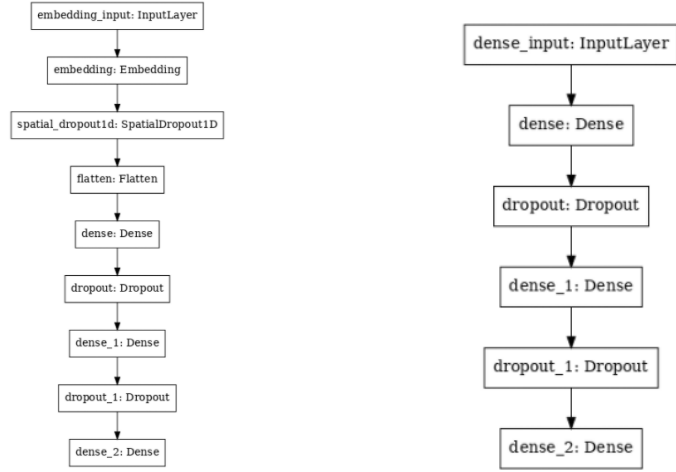 embedding_input: InputLayer
embedding: Embedding
spatial_dropout1d: SpatialDropout1D
flatten: Flatten
dense: Dense
dropout: Dropout
dense_1: Dense
dropout_1: Dropout
dense_2: Dense
dense_input: InputLayer
dense: Dense
dropout: Dropout
dense_1: Dense
dropout_1: Dropout
dense_2: Dense